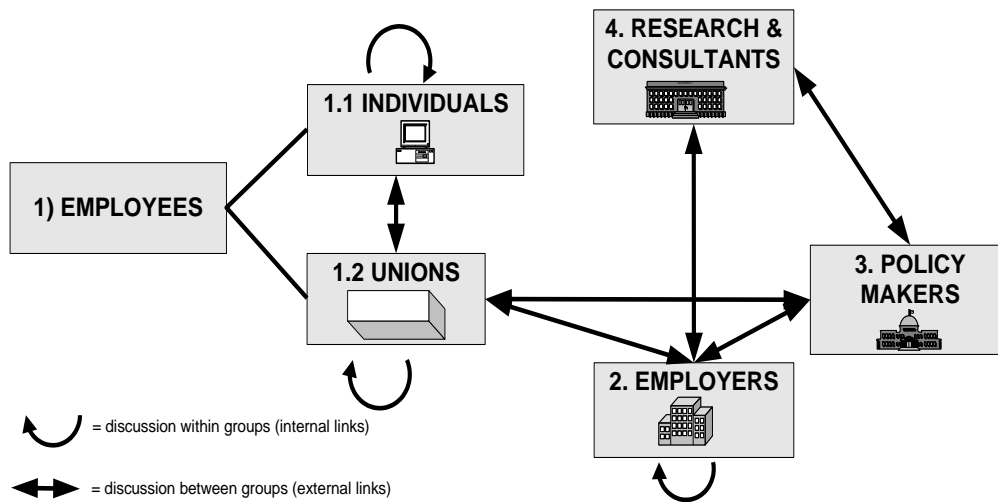 4. RESEARCH &
CONSULTANTS
1.1 INDIVIDUALS
1) EMPLOYEES
1.2 UNIONS
3. POLICY
MAKERS
2. EMPLOYERS
= discussion within groups (internal links)
= discussion between groups (external links)